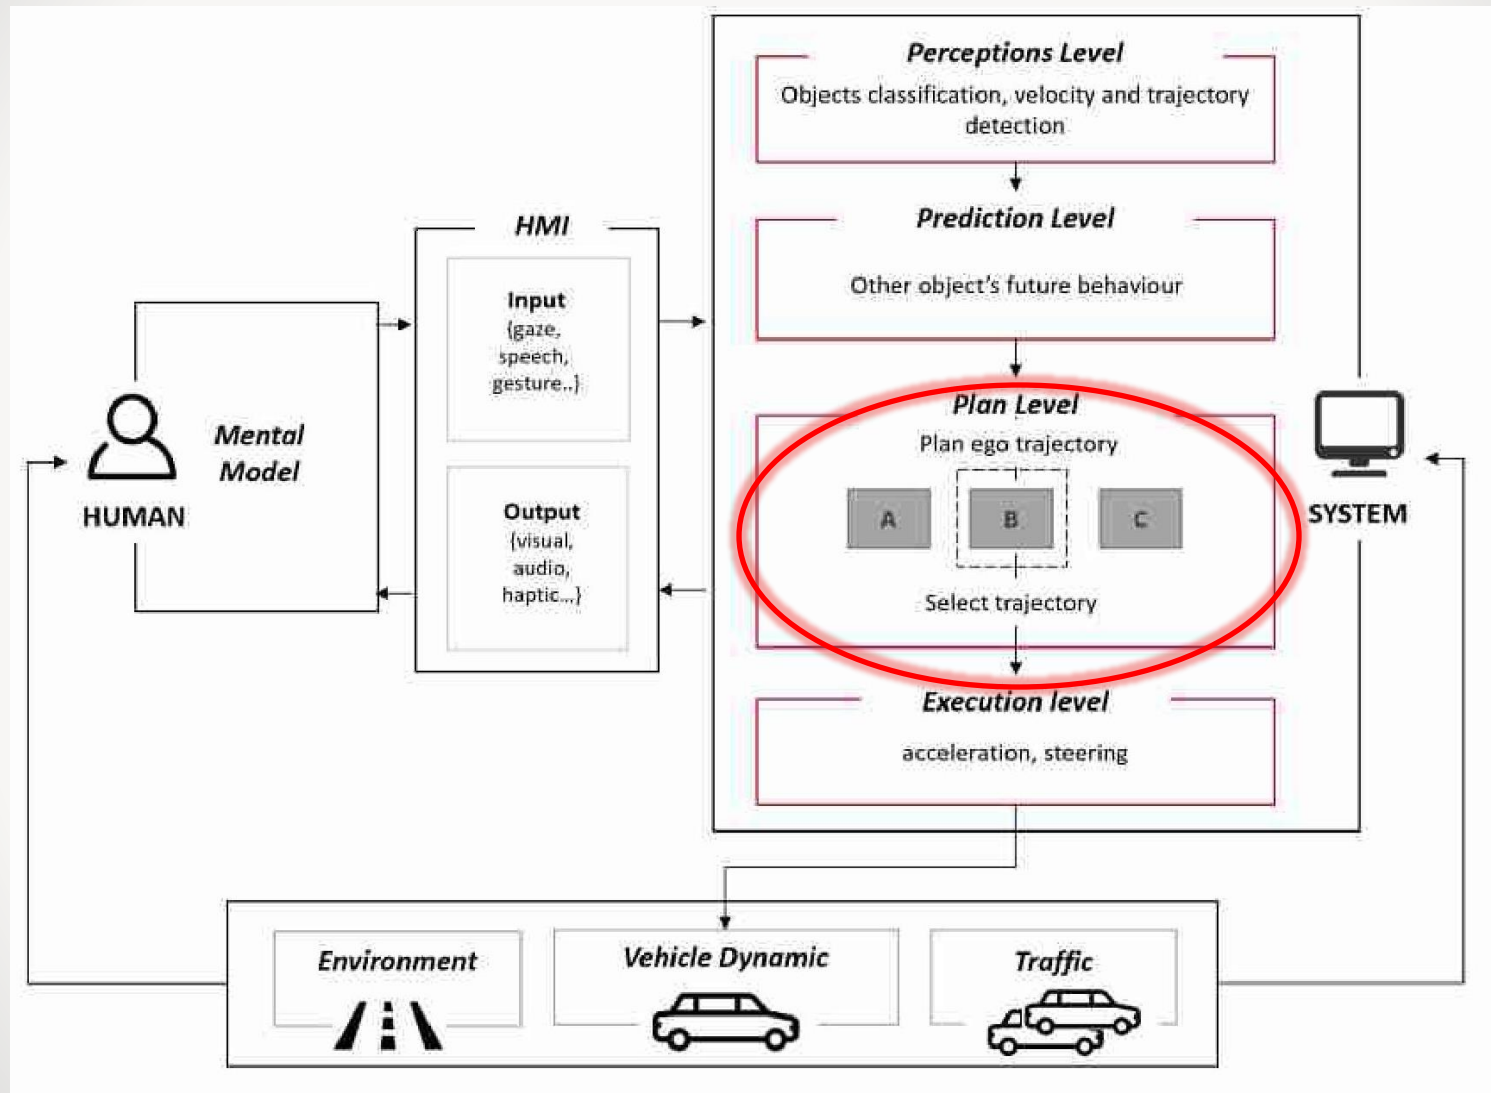 Perceptions Level
Objects classification, velocity and trajectory
detection
Prediction Level
Other object's future behaviour
Plan Level
Plan ego trajectory
A
B
C
Select trajectory
Execution level
acceleration, steering
SYSTEM
HMI
Input
{gaze,
speech,
gesture..}
Output
{visual,
audio,
haptic...}
Mental
Model
HUMAN
Environment
Vehicle Dynamic
Traffic